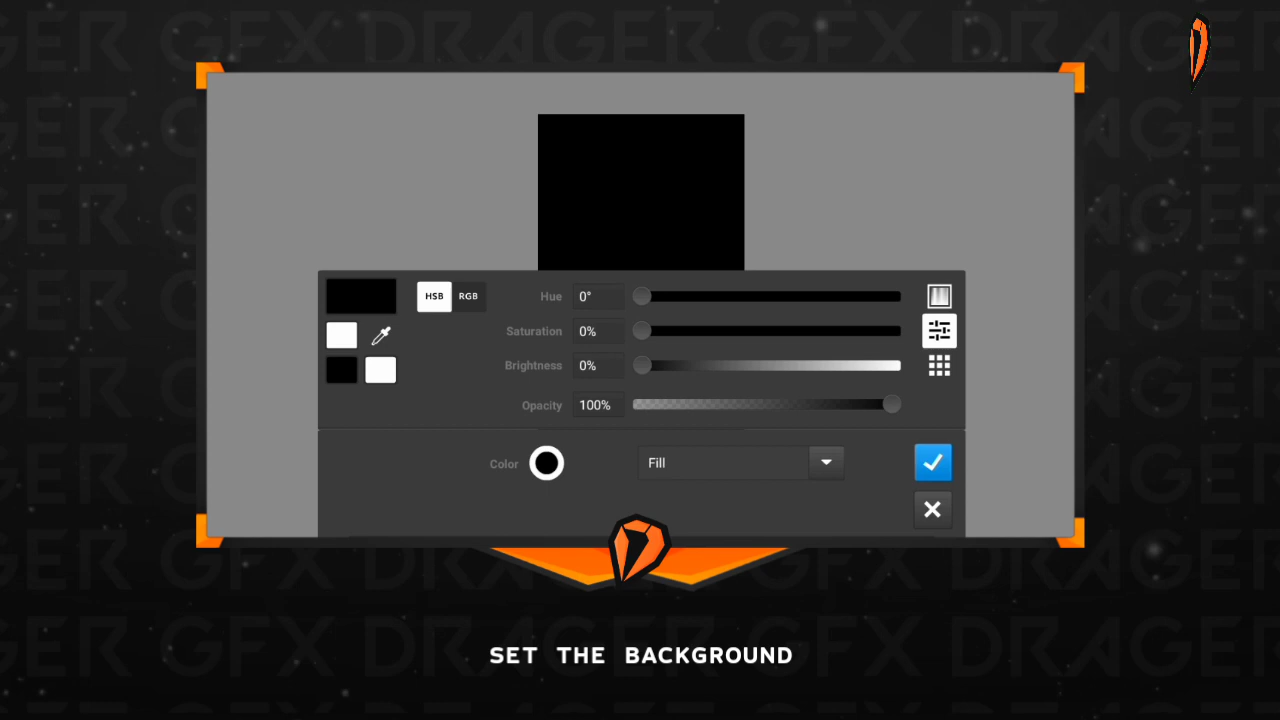 DRAGER GFX DRAGER GFX DRAGER
HSB RGB
Hue 0°
Saturation 0%
Brightness 0%
Opacity 100%
Color Fill
SET THE BACKGROUND